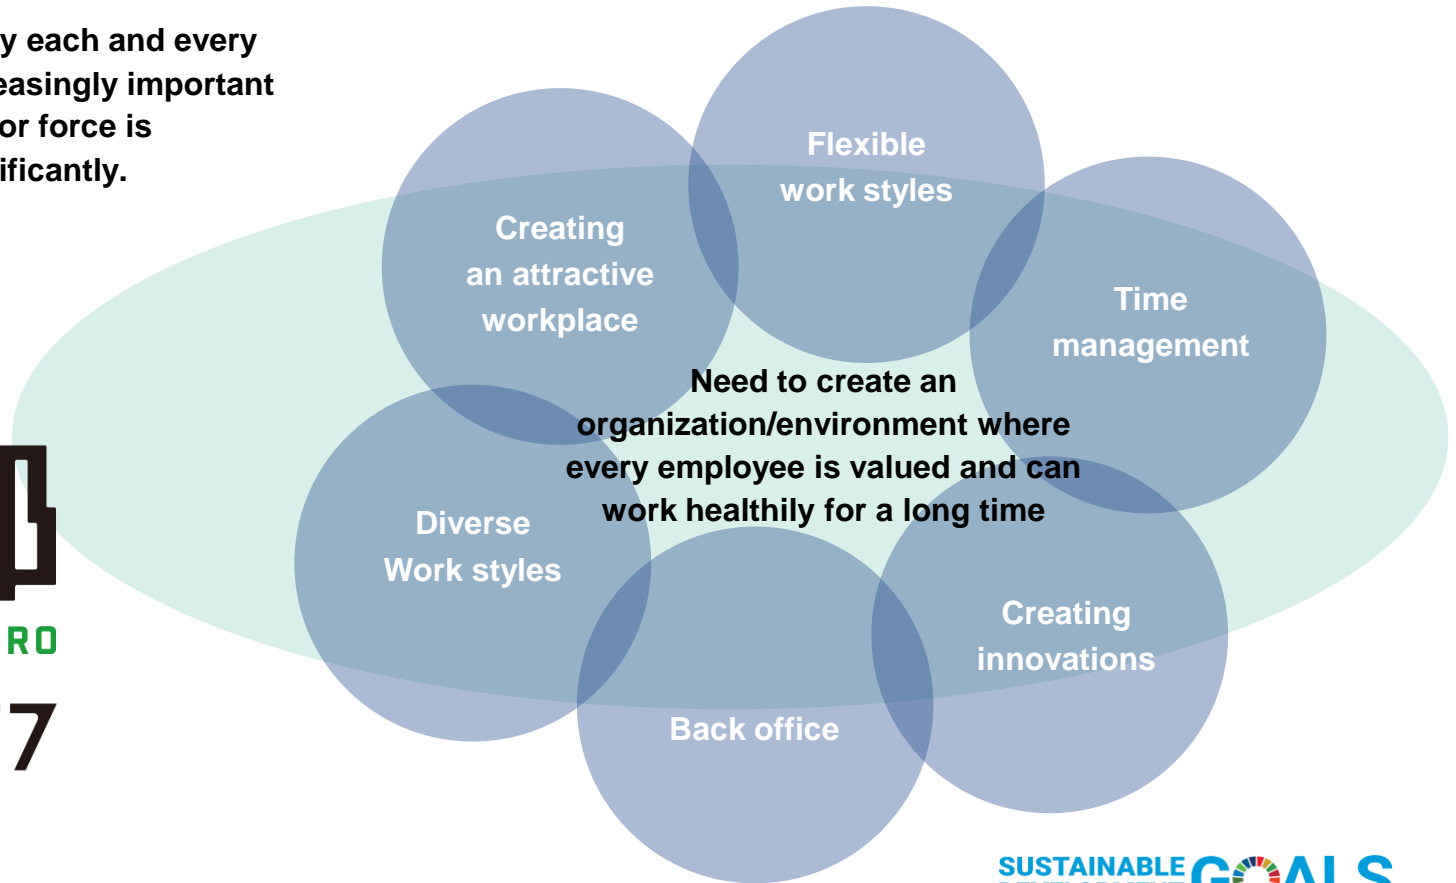 y each and every
easingly important
or force is
ificantly.
Flexible
work styles
Creating
an attractive
workplace
Time
management
Need to create an
organization/environment where
every employee is valued and can
work healthily for a long time
Diverse
Work styles
Creating
innovations
Back office
RO
7
SUSTAINABLE
GOALS